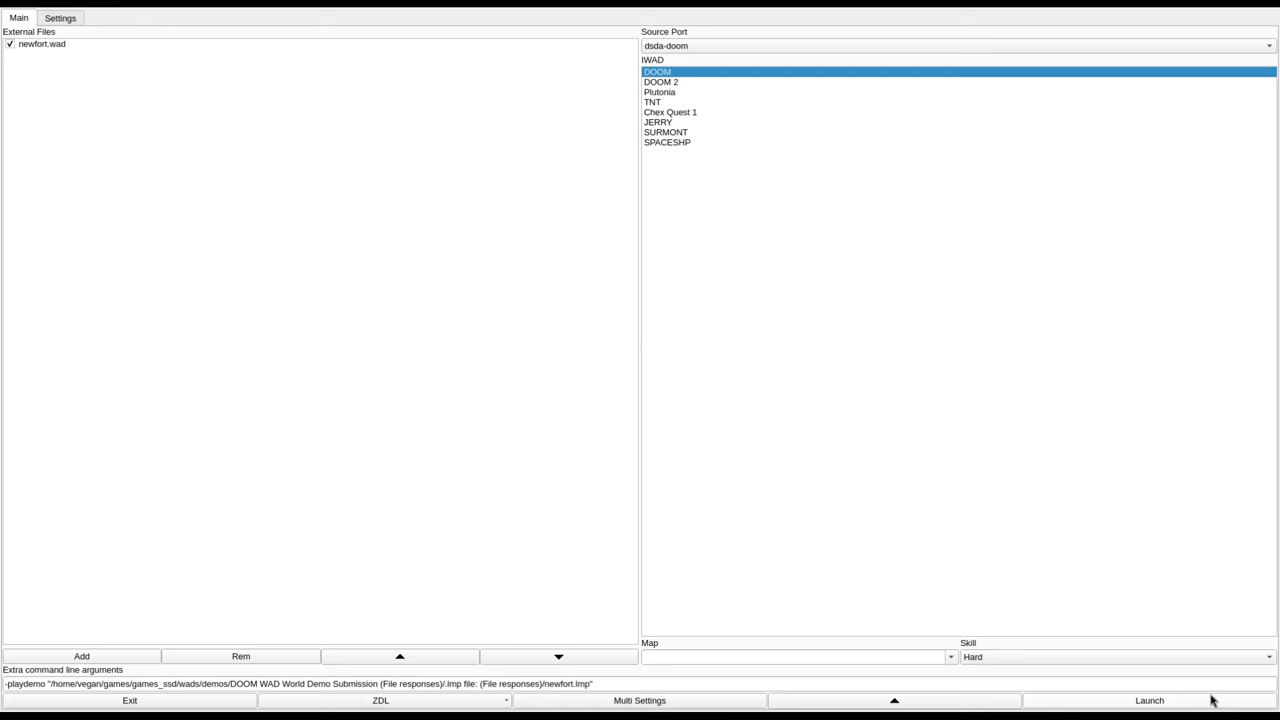 Main Settings
External Files
newfort.wad
Source Port
dsda-doom
IWAD
DOOM
DOOM 2
Plutonia
TNT
Chex Quest 1
JERRY
SURMONT
SPACESHP
Map Skill
Hard
Add Rem
Extra command line arguments
-playdemo "/home/vegan/games/games_ssd/wads/demos/DOOM WAD World Demo Submission (File responses)/.lmp file: (File responses)/newfort.lmp"
Exit ZDL Multi Settings Launch